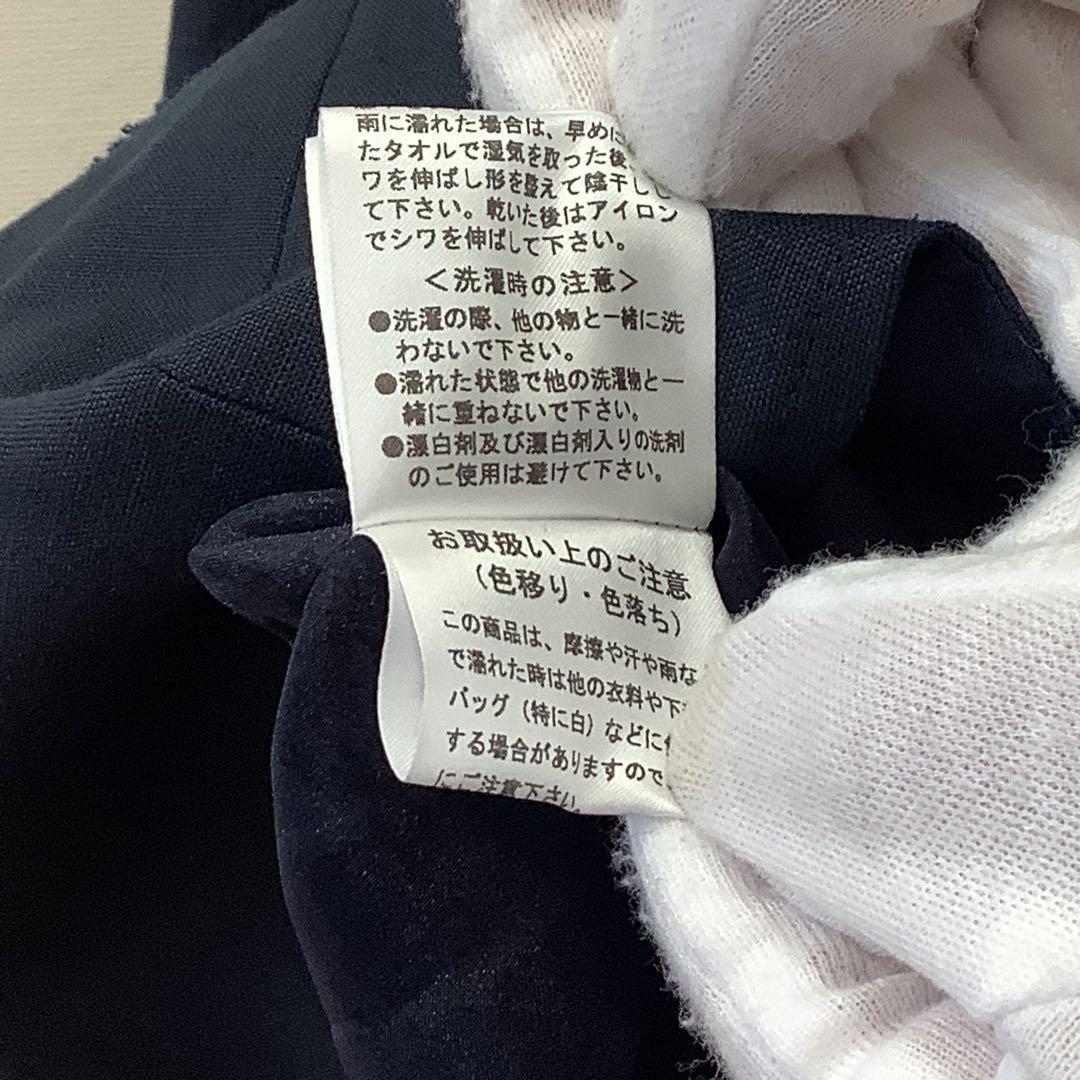 雨に濡れた場合は、早めに
たタオルで湿気を取った後
ワを伸ばし形を整えて陰干し
て下さい。乾いた後はアイロン
でシワを伸ばして下さい。
＜洗濯時の注意＞
●洗濯の際、他の物と一緒に洗
わないで下さい。
●濡れた状態で他の洗濯物と一
緒に重ねないで下さい。
●漂白剤及び漂白剤入りの洗剤
のご使用は避けて下さい。
お取扱い上のご注意
（色移り・色落ち）
この商品は、摩擦や汗や雨な
で濡れた時は他の衣料や下
バッグ（特に白）などに
する場合がありますので、
にご注意下さい。